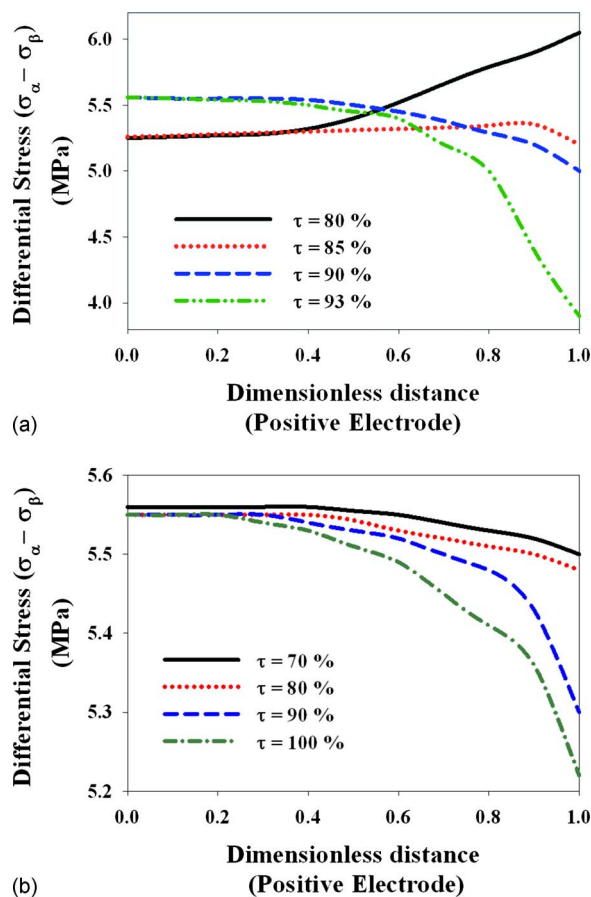 6.0
5.5
5.0
4.5
4.0
Differential Stress (σα − σβ)
((MPa)
τ = 80 %
τ = 85 %
τ = 90 %
τ = 93 %
0.0 0.2 0.4 0.6 0.8 1.0
Dimensionless distance
(Positive Electrode)
(a)
5.6
5.5
5.4
5.3
5.2
Differential Stress (σα − σβ)
((MPa)
τ = 70 %
τ = 80 %
τ = 90 %
τ = 100 %
0.0 0.2 0.4 0.6 0.8 1.0
Dimensionless distance
(Positive Electrode)
(b)